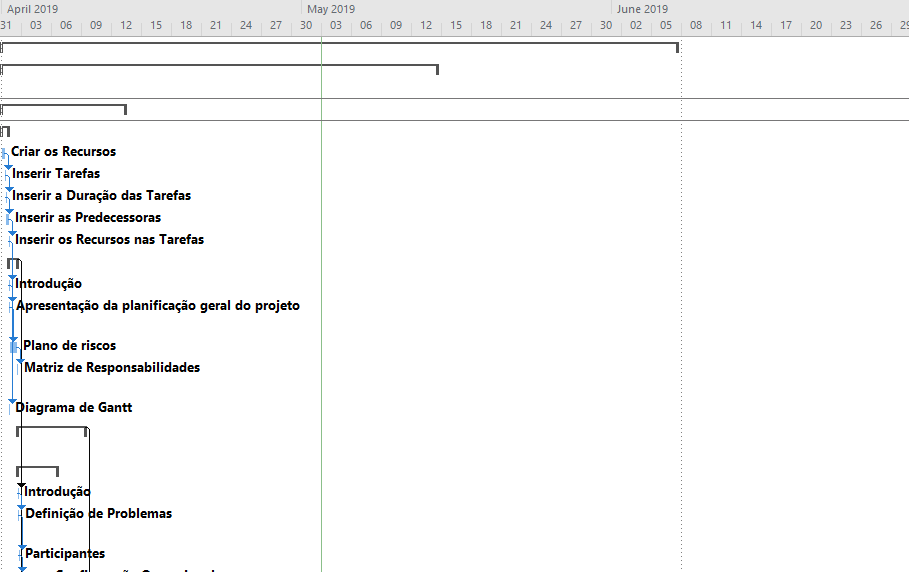 April 2019 May 2019 June 2019
31 03 06 09 12 15 18 21 24 27 30 03 06 09 12 15 18 21 24 27 30 02 05 08 11 14 17 20 23 26 29
Criar os Recursos
Inserir Tarefas
Inserir a Duração das Tarefas
Inserir as Predecessoras
Inserir os Recursos nas Tarefas
Introdução
Apresentação da planificação geral do projeto
Plano de riscos
Matriz de Responsabilidades
Diagrama de Gantt
Introdução
Definição de Problemas
Participantes